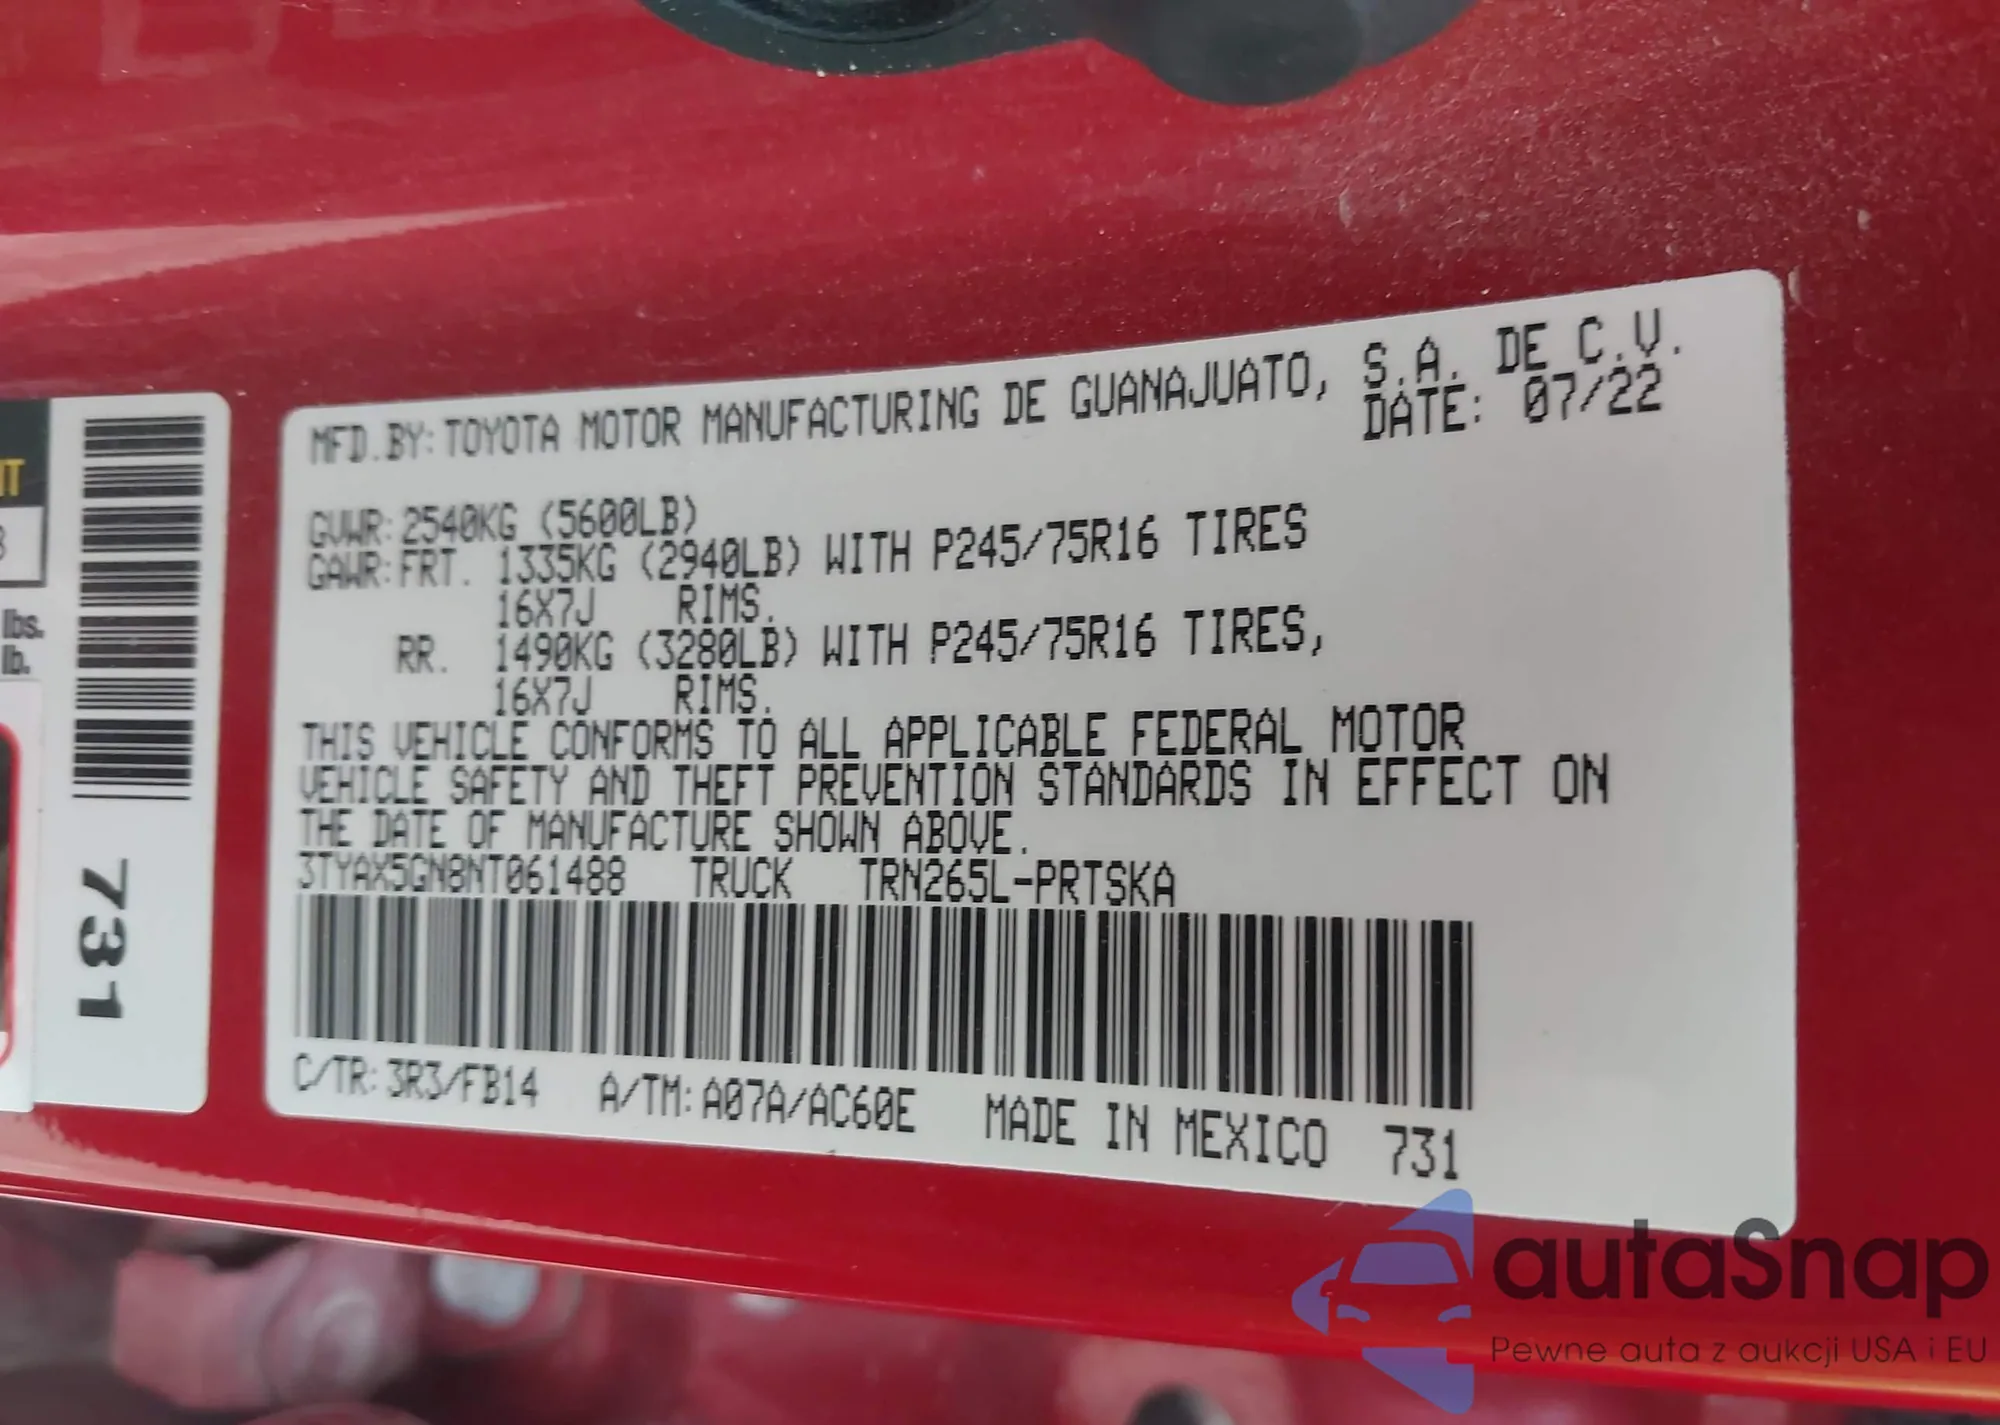 MFD.BY:TOYOTA MOTOR MANUFACTURING DE GUANAJUATO, S.A. DE C.V.
DATE: 07/22
GVWR:2540KG (5600LB)
GAWR:FRT. 1335KG (2940LB) WITH P245/75R16 TIRES
16X7J RIMS.
RR. 1490KG (3280LB) WITH P245/75R16 TIRES,
16X7J RIMS.
THIS VEHICLE CONFORMS TO ALL APPLICABLE FEDERAL MOTOR
VEHICLE SAFETY AND THEFT PREVENTION STANDARDS IN EFFECT ON
THE DATE OF MANUFACTURE SHOWN ABOVE.
3TYAX5GN8NT061488 TRUCK TRN265L-PRTSKA
C/TR:3R3/FB14 A/TM:A07A/AC60E MADE IN MEXICO 731
731
lbs.
lb.
autaSnap
Pewne auta z aukcji USA i EU